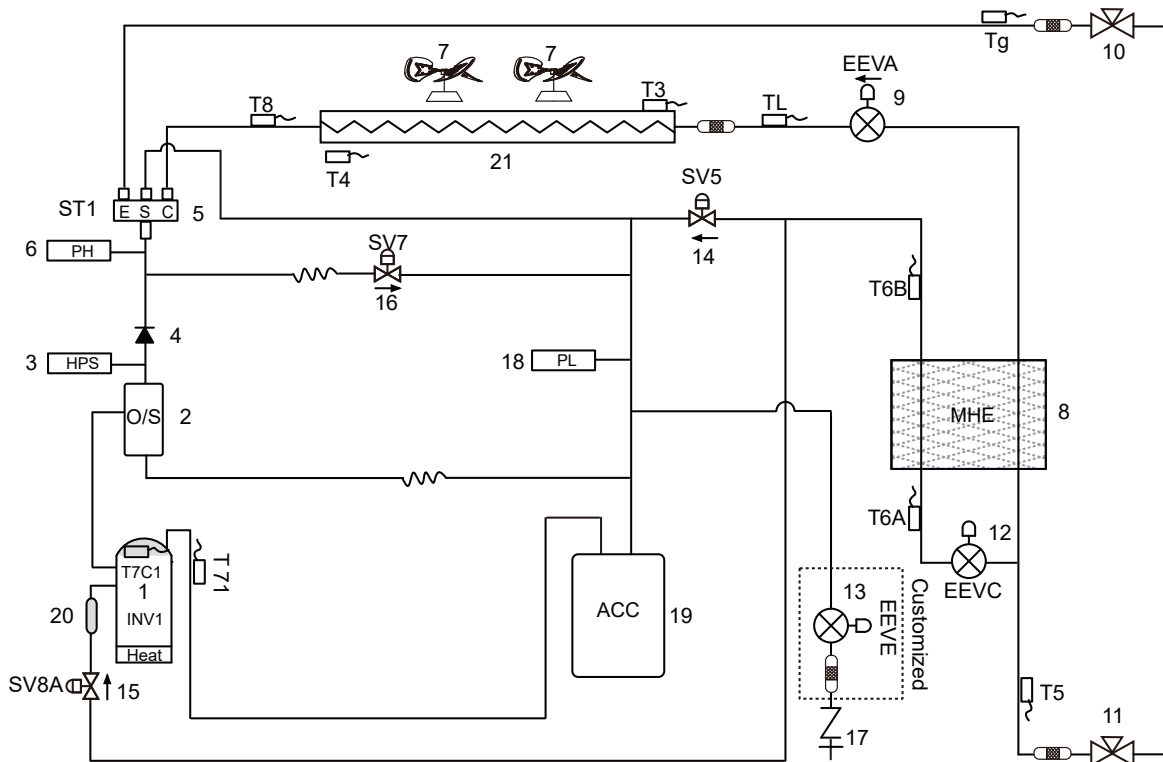 7
7
Tg
10
EEVA
T8
T3
TL
9
T4
21
SV5
ST1
E S C
5
6
PH
SV7
14
16
T6B
4
3
HPS
18
PL
O/S
2
MHE
8
T6A
12
T7C1
T71
1
20
INV1
ACC
19
13
EEVE
Customized
EEVC
Heat
SV8A
15
T5
17
11